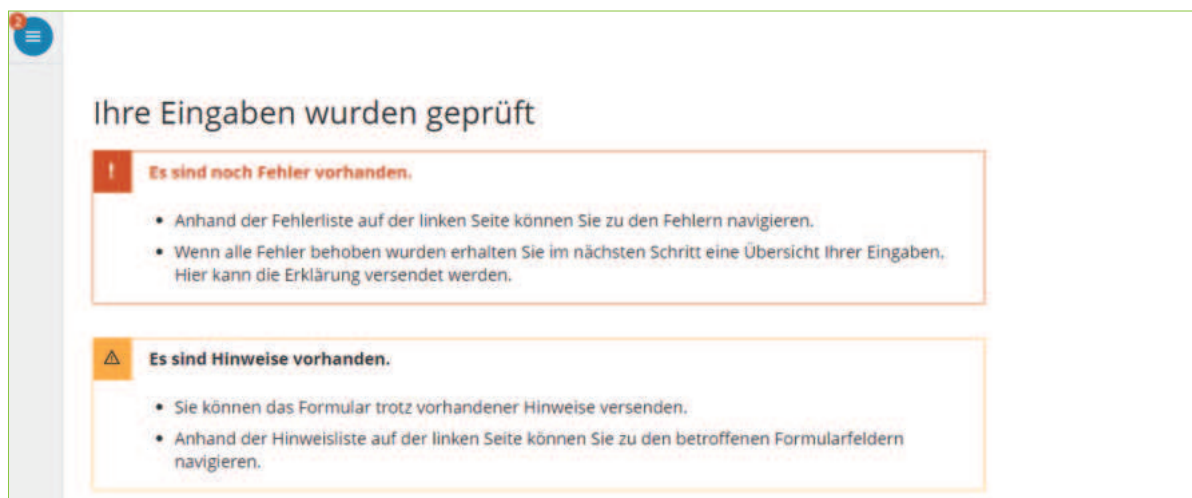 2
Ihre Eingaben wurden geprüft
! Es sind noch Fehler vorhanden.
• Anhand der Fehlerliste auf der linken Seite können Sie zu den Fehlern navigieren.
• Wenn alle Fehler behoben wurden erhalten Sie im nächsten Schritt eine Übersicht Ihrer Eingaben.
Hier kann die Erklärung versendet werden.
Es sind Hinweise vorhanden.
• Sie können das Formular trotz vorhandener Hinweise versenden.
• Anhand der Hinweisliste auf der linken Seite können Sie zu den betroffenen Formularfeldern
navigieren.